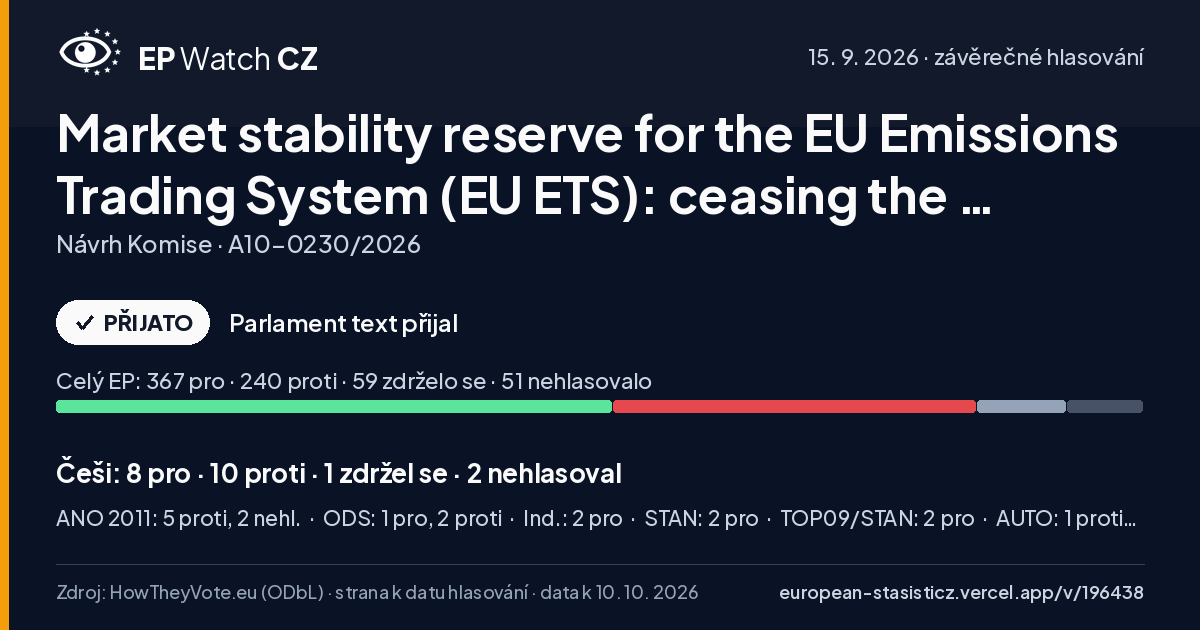 EP Watch CZ
15. 9. 2026 · závěrečné hlasování
Market stability reserve for the EU Emissions
Trading System (EU ETS): ceasing the …
Návrh Komise · A10–0230/2026
✓ PŘIJATO
Parlament text přijal
Celý EP: 367 pro · 240 proti · 59 zdrželo se · 51 nehlasovalo
Češi: 8 pro · 10 proti · 1 zdržel se · 2 nehlasoval
ANO 2011: 5 proti, 2 nehl. · ODS: 1 pro, 2 proti · Ind.: 2 pro · STAN: 2 pro · TOP09/STAN: 2 pro · AUTO: 1 proti…
Zdroj: HowTheyVote.eu (ODbL) · strana k datu hlasování · data k 10. 10. 2026
european-stasisticz.vercel.app/v/196438